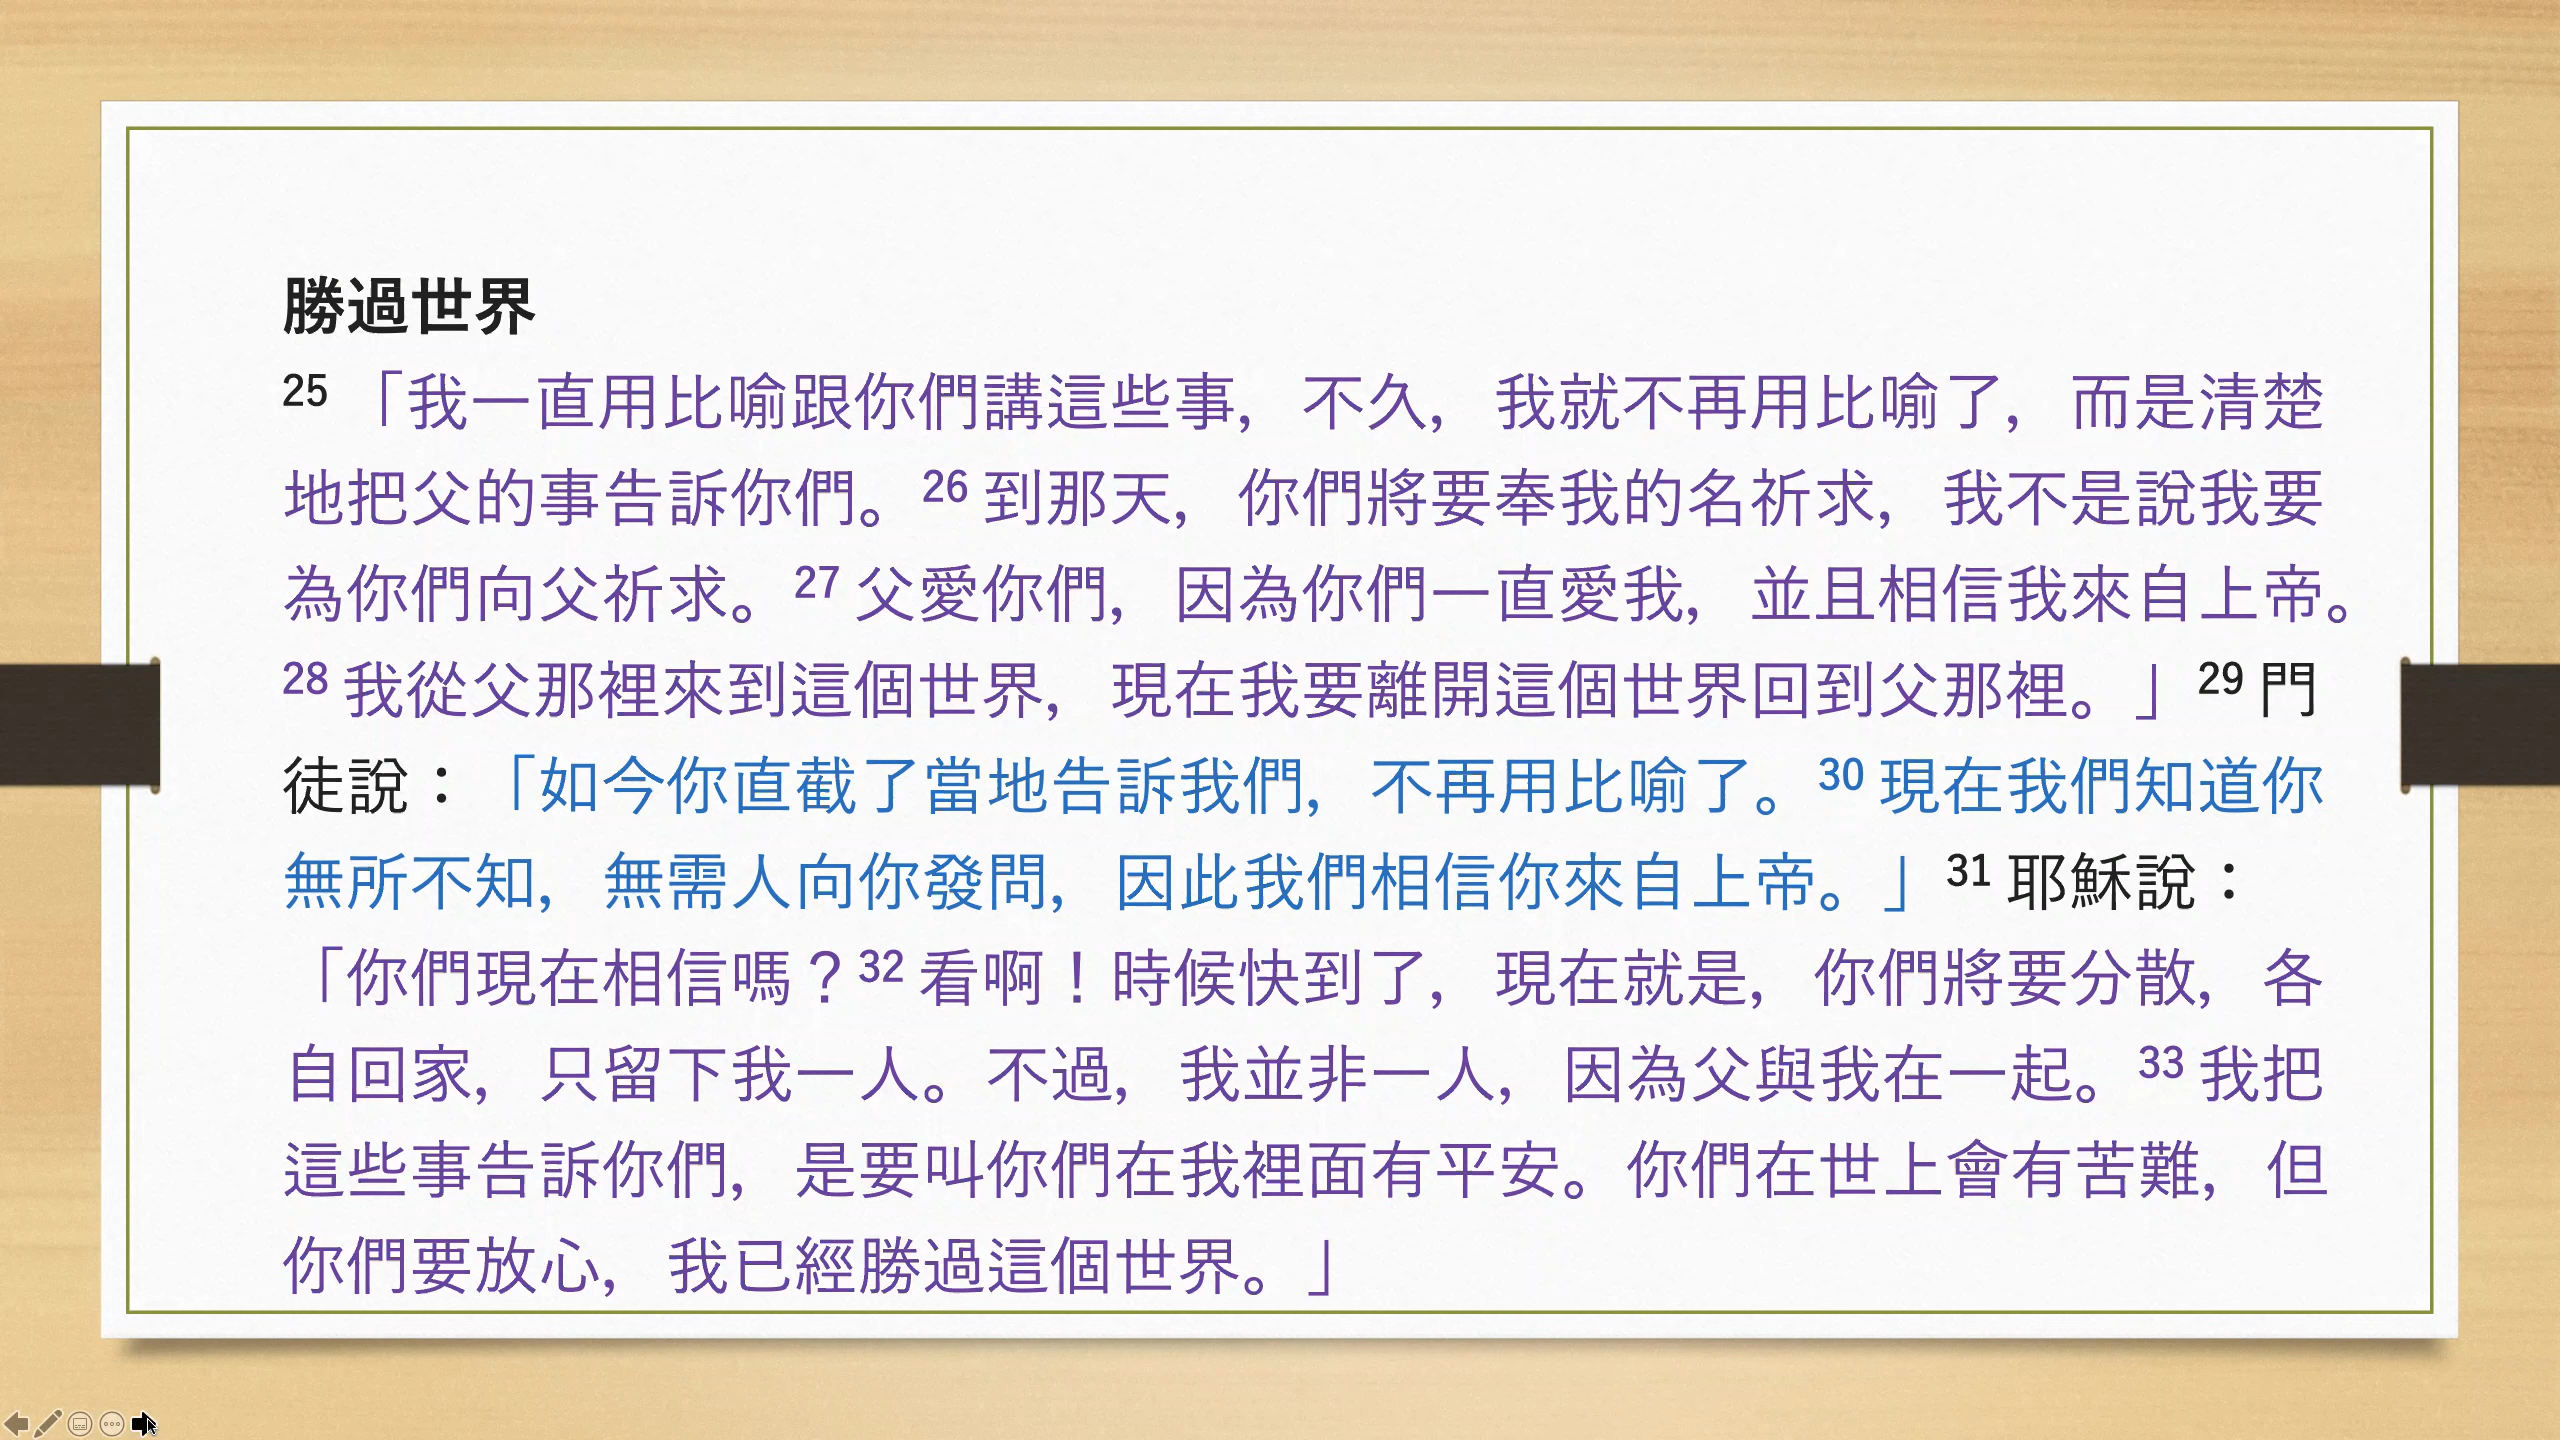 勝過世界
25 「我一直用比喻跟你們講這些事，不久，我就不再用比喻了，而是清楚
地把父的事告訴你們。26 到那天，你們將要奉我的名祈求，我不是說我要
為你們向父祈求。27 父愛你們，因為你們一直愛我，並且相信我來自上帝。
28 我從父那裡來到這個世界，現在我要離開這個世界回到父那裡。」29 門
徒說：「如今你直截了當地告訴我們，不再用比喻了。30 現在我們知道你
無所不知，無需人向你發問，因此我們相信你來自上帝。」31 耶穌說：
「你們現在相信嗎？32 看啊！時候快到了，現在就是，你們將要分散，各
自回家，只留下我一人。不過，我並非一人，因為父與我在一起。33 我把
這些事告訴你們，是要叫你們在我裡面有平安。你們在世上會有苦難，但
你們要放心，我已經勝過這個世界。」